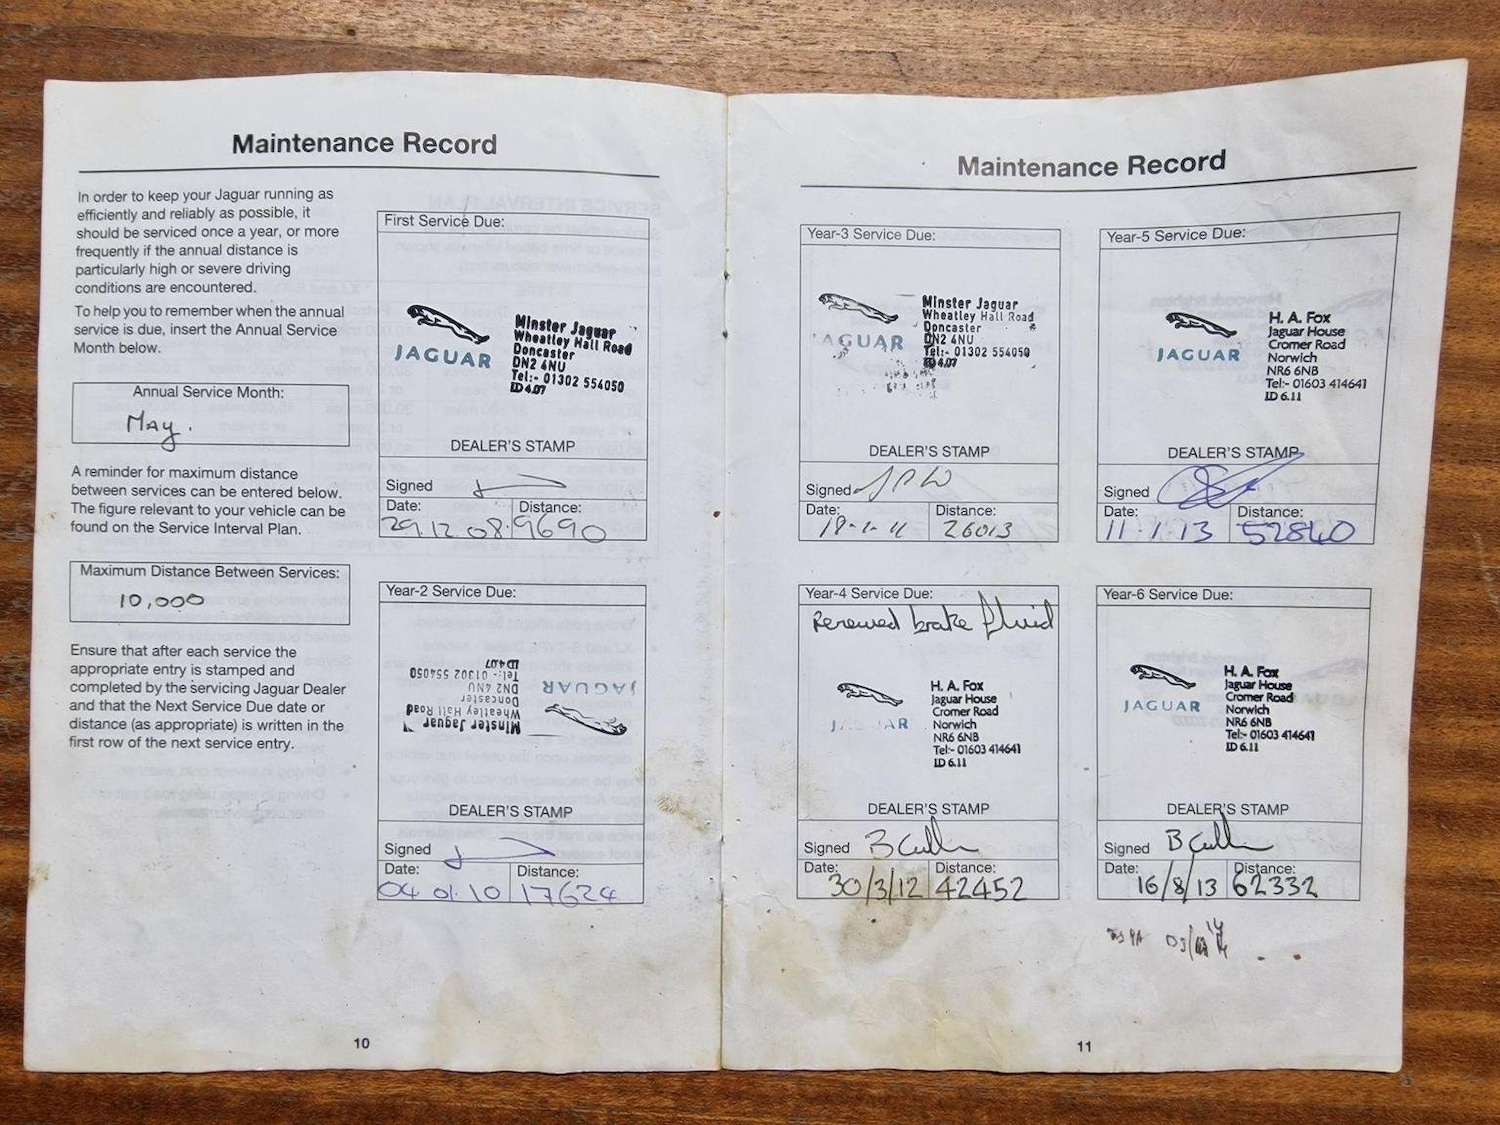 Maintenance Record
In order to keep your Jaguar running as
efficiently and reliably as possible, it
should be serviced once a year, or more
frequently if the annual distance is
particularly high or severe driving
conditions are encountered.
To help you to remember when the annual
service is due, insert the Annual Service
Month below.
Annual Service Month:
May.
A reminder for maximum distance
between services can be entered below.
The figure relevant to your vehicle can be
found on the Service Interval Plan.
Maximum Distance Between Services:
10,000
Ensure that after each service the
appropriate entry is stamped and
completed by the servicing Jaguar Dealer
and that the Next Service Due date or
distance (as appropriate) is written in the
first row of the next service entry.
First Service Due:
JAGUAR
Minster Jaguar
Wheatley Hall Road
Doncaster
DN2 4NU
Tel:- 01302 554050
ID 4.07
DEALER'S STAMP
Signed
Date:
Distance:
29.12 08.
9690
Year-2 Service Due:
JAGUAR
Minster Jaguar
Wheatley Hall Road
Doncaster
DN2 4NU
Tel:- 01302 554050
ID 4.07
DEALER'S STAMP
Signed
Date:
Distance:
04 01.10
17624
10
Maintenance Record
Year-3 Service Due:
JAGUAR
Minster Jaguar
Wheatley Hall Road
Doncaster
DN2 4NU
Tel:- 01302 554050
ID 4.07
DEALER'S STAMP
Signed
Date:
Distance:
18-1-11
26013
Year-4 Service Due:
Renewed brake fluid
JAGUAR
H. A. Fox
Jaguar House
Cromer Road
Norwich
NR6 6NB
Tel:- 01603 414641
ID 6.11
DEALER'S STAMP
Signed
Date:
Distance:
30/3/12
42452
Year-5 Service Due:
JAGUAR
H. A. Fox
Jaguar House
Cromer Road
Norwich
NR6 6NB
Tel:- 01603 414641
ID 6.11
DEALER'S STAMP
Signed
Date:
Distance:
11.1.13
52840
Year-6 Service Due:
JAGUAR
H. A. Fox
Jaguar House
Cromer Road
Norwich
NR6 6NB
Tel:- 01603 414641
ID 6.11
DEALER'S STAMP
Signed
Date:
Distance:
16/8/13
62332
11